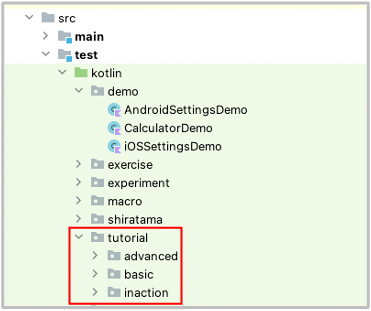 src
main
test
kotlin
demo
AndroidSettingsDemo
CalculatorDemo
iOSSettingsDemo
exercise
experiment
macro
shiratama
tutorial
advanced
basic
inaction